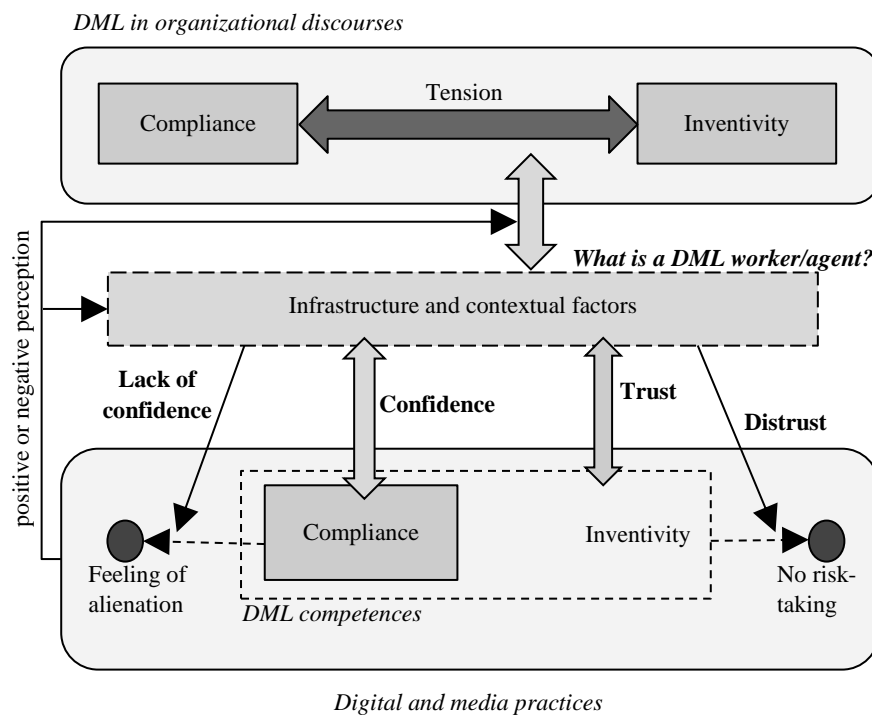 DML in organizational discourses
Tension
Compliance
Inventivity
What is a DML worker/agent?
Infrastructure and contextual factors
positive or negative perception
Lack of
confidence
Confidence
Trust
Distrust
Compliance
Inventivity
Feeling of
alienation
No risk-
taking
DML competences
Digital and media practices